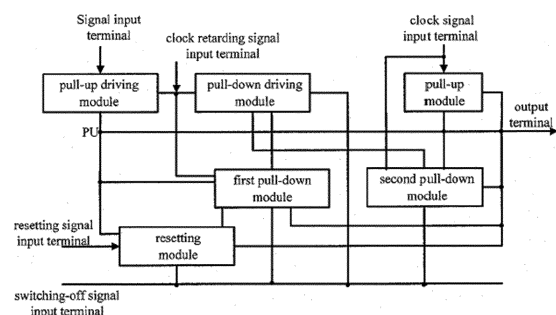 Signal input
terminal
clock retarding signal
input terminal
clock signal
input terminal
pull-up driving
module
pull-down driving
module
pull-up
module
output
terminal
PU
first pull-down
module
second pull-down
module
resetting signal
input terminal
resetting
module
switching-off signal
input terminal